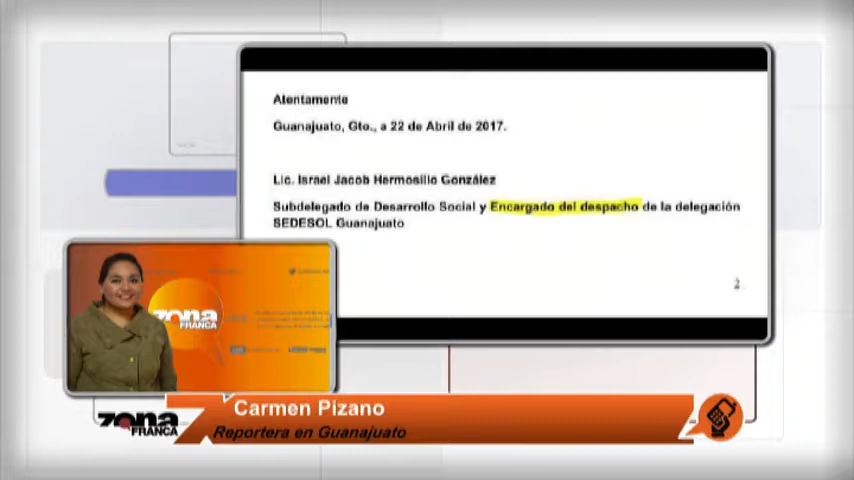 Atentamente
Guanajuato, Gto., a 22 de Abril de 2017.
Lic. Israel Jacob Hermosillo González
Subdelegado de Desarrollo Social y Encargado del despacho de la delegación
SEDESOL Guanajuato
2
zona
FRANCA
Carmen Pizano
Reportera en Guanajuato
zona
FRANCA